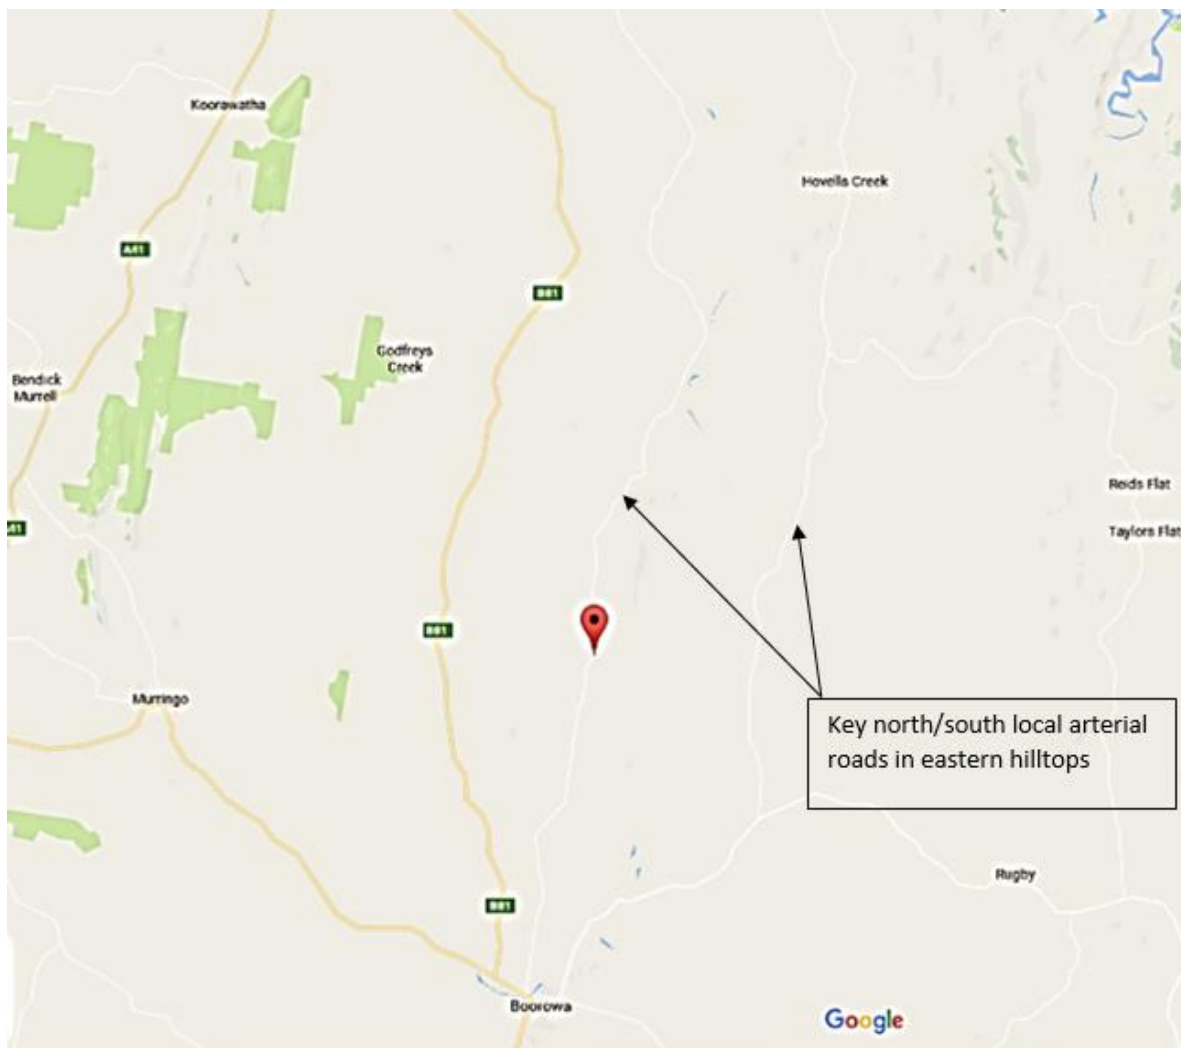 Koorawatha
Hovells Creek
A41
B81
Godfreys
Creek
Bendick
Murrell
Reids Flat
A41
Taylors Flat
B81
Murringo
Key north/south local arterial
roads in eastern hilltops
Rugby
B81
Boorowa
Google